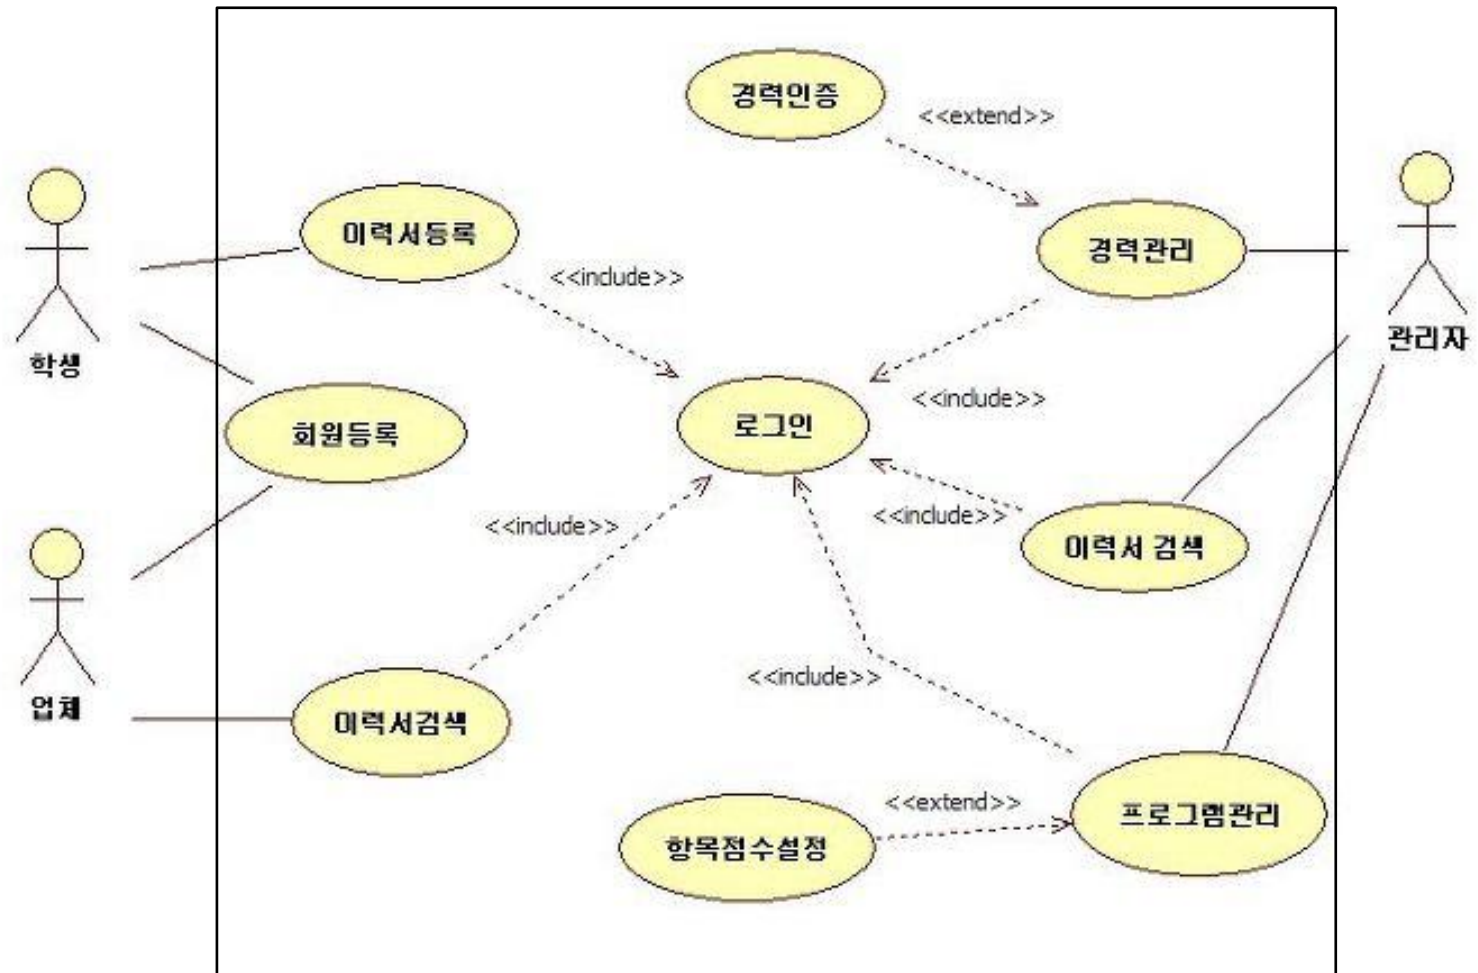 경력인증
<<extend>>
이력서등록
경력관리
<<include>>
학생
관리자
<<include>>
로그인
회원등록
<<include>>
<<include>>
이력서 검색
<<include>>
업체
이력서검색
<<extend>>
프로그램관리
항목점수설정